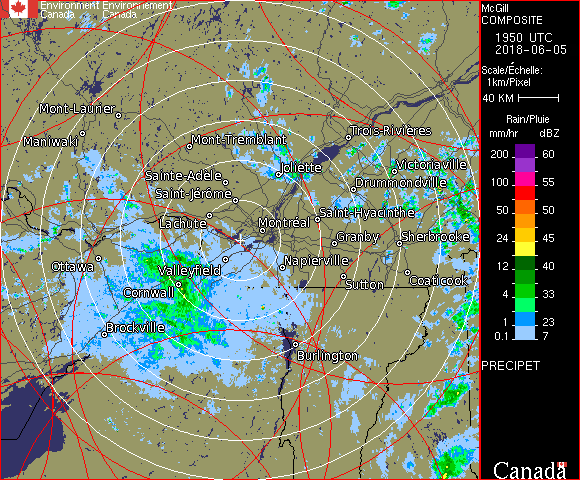 Environment Environnement
Canada Canada
Mont-Laurier
Maniwaki
Mont-Tremblant
Trois-Rivières
Joliette
Victoriaville
Sainte-Adèle
Drummondville
Saint-Jérôme
Saint-Hyacinthe
Lachute
Montréal
Granby
Sherbrooke
Ottawa
Valleyfield
Napierville
Sutton
Coaticook
Cornwall
Brockville
Burlington
McGill
COMPOSITE
1950 UTC
2018-06-05
Scale/Échelle:
1km/Pixel
40 KM
Rain/Pluie
mm/hr dBZ
200 60
100 55
50 50
24 45
12 40
4 33
1 23
0.1 7
PRECIPET
Canada